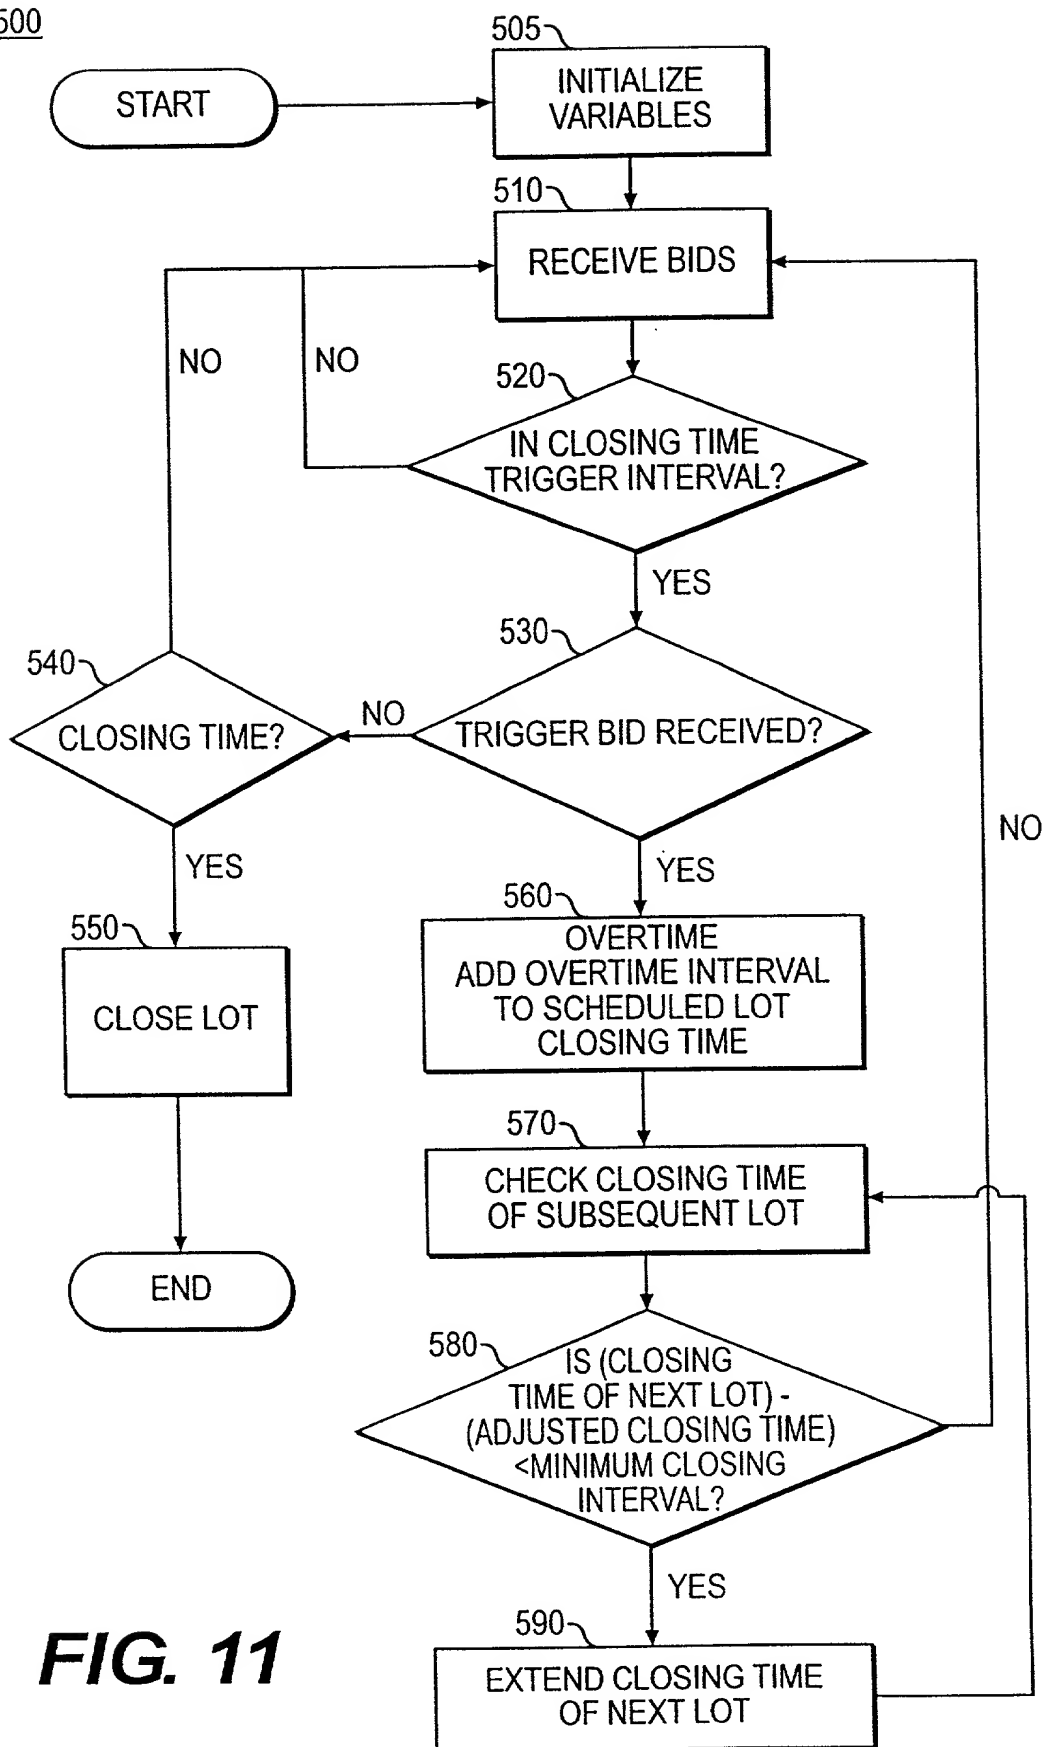 500
505
START
INITIALIZE
VARIABLES
510
RECEIVE BIDS
NO
NO
520
IN CLOSING TIME
TRIGGER INTERVAL?
YES
530
540
NO
CLOSING TIME?
TRIGGER BID RECEIVED?
NO
YES
YES
560
550
OVERTIME
ADD OVERTIME INTERVAL
TO SCHEDULED LOT
CLOSING TIME
CLOSE LOT
570
CHECK CLOSING TIME
OF SUBSEQUENT LOT
END
580
IS (CLOSING
TIME OF NEXT LOT) -
(ADJUSTED CLOSING TIME)
<MINIMUM CLOSING
INTERVAL?
YES
590
EXTEND CLOSING TIME
OF NEXT LOT
FIG. 11